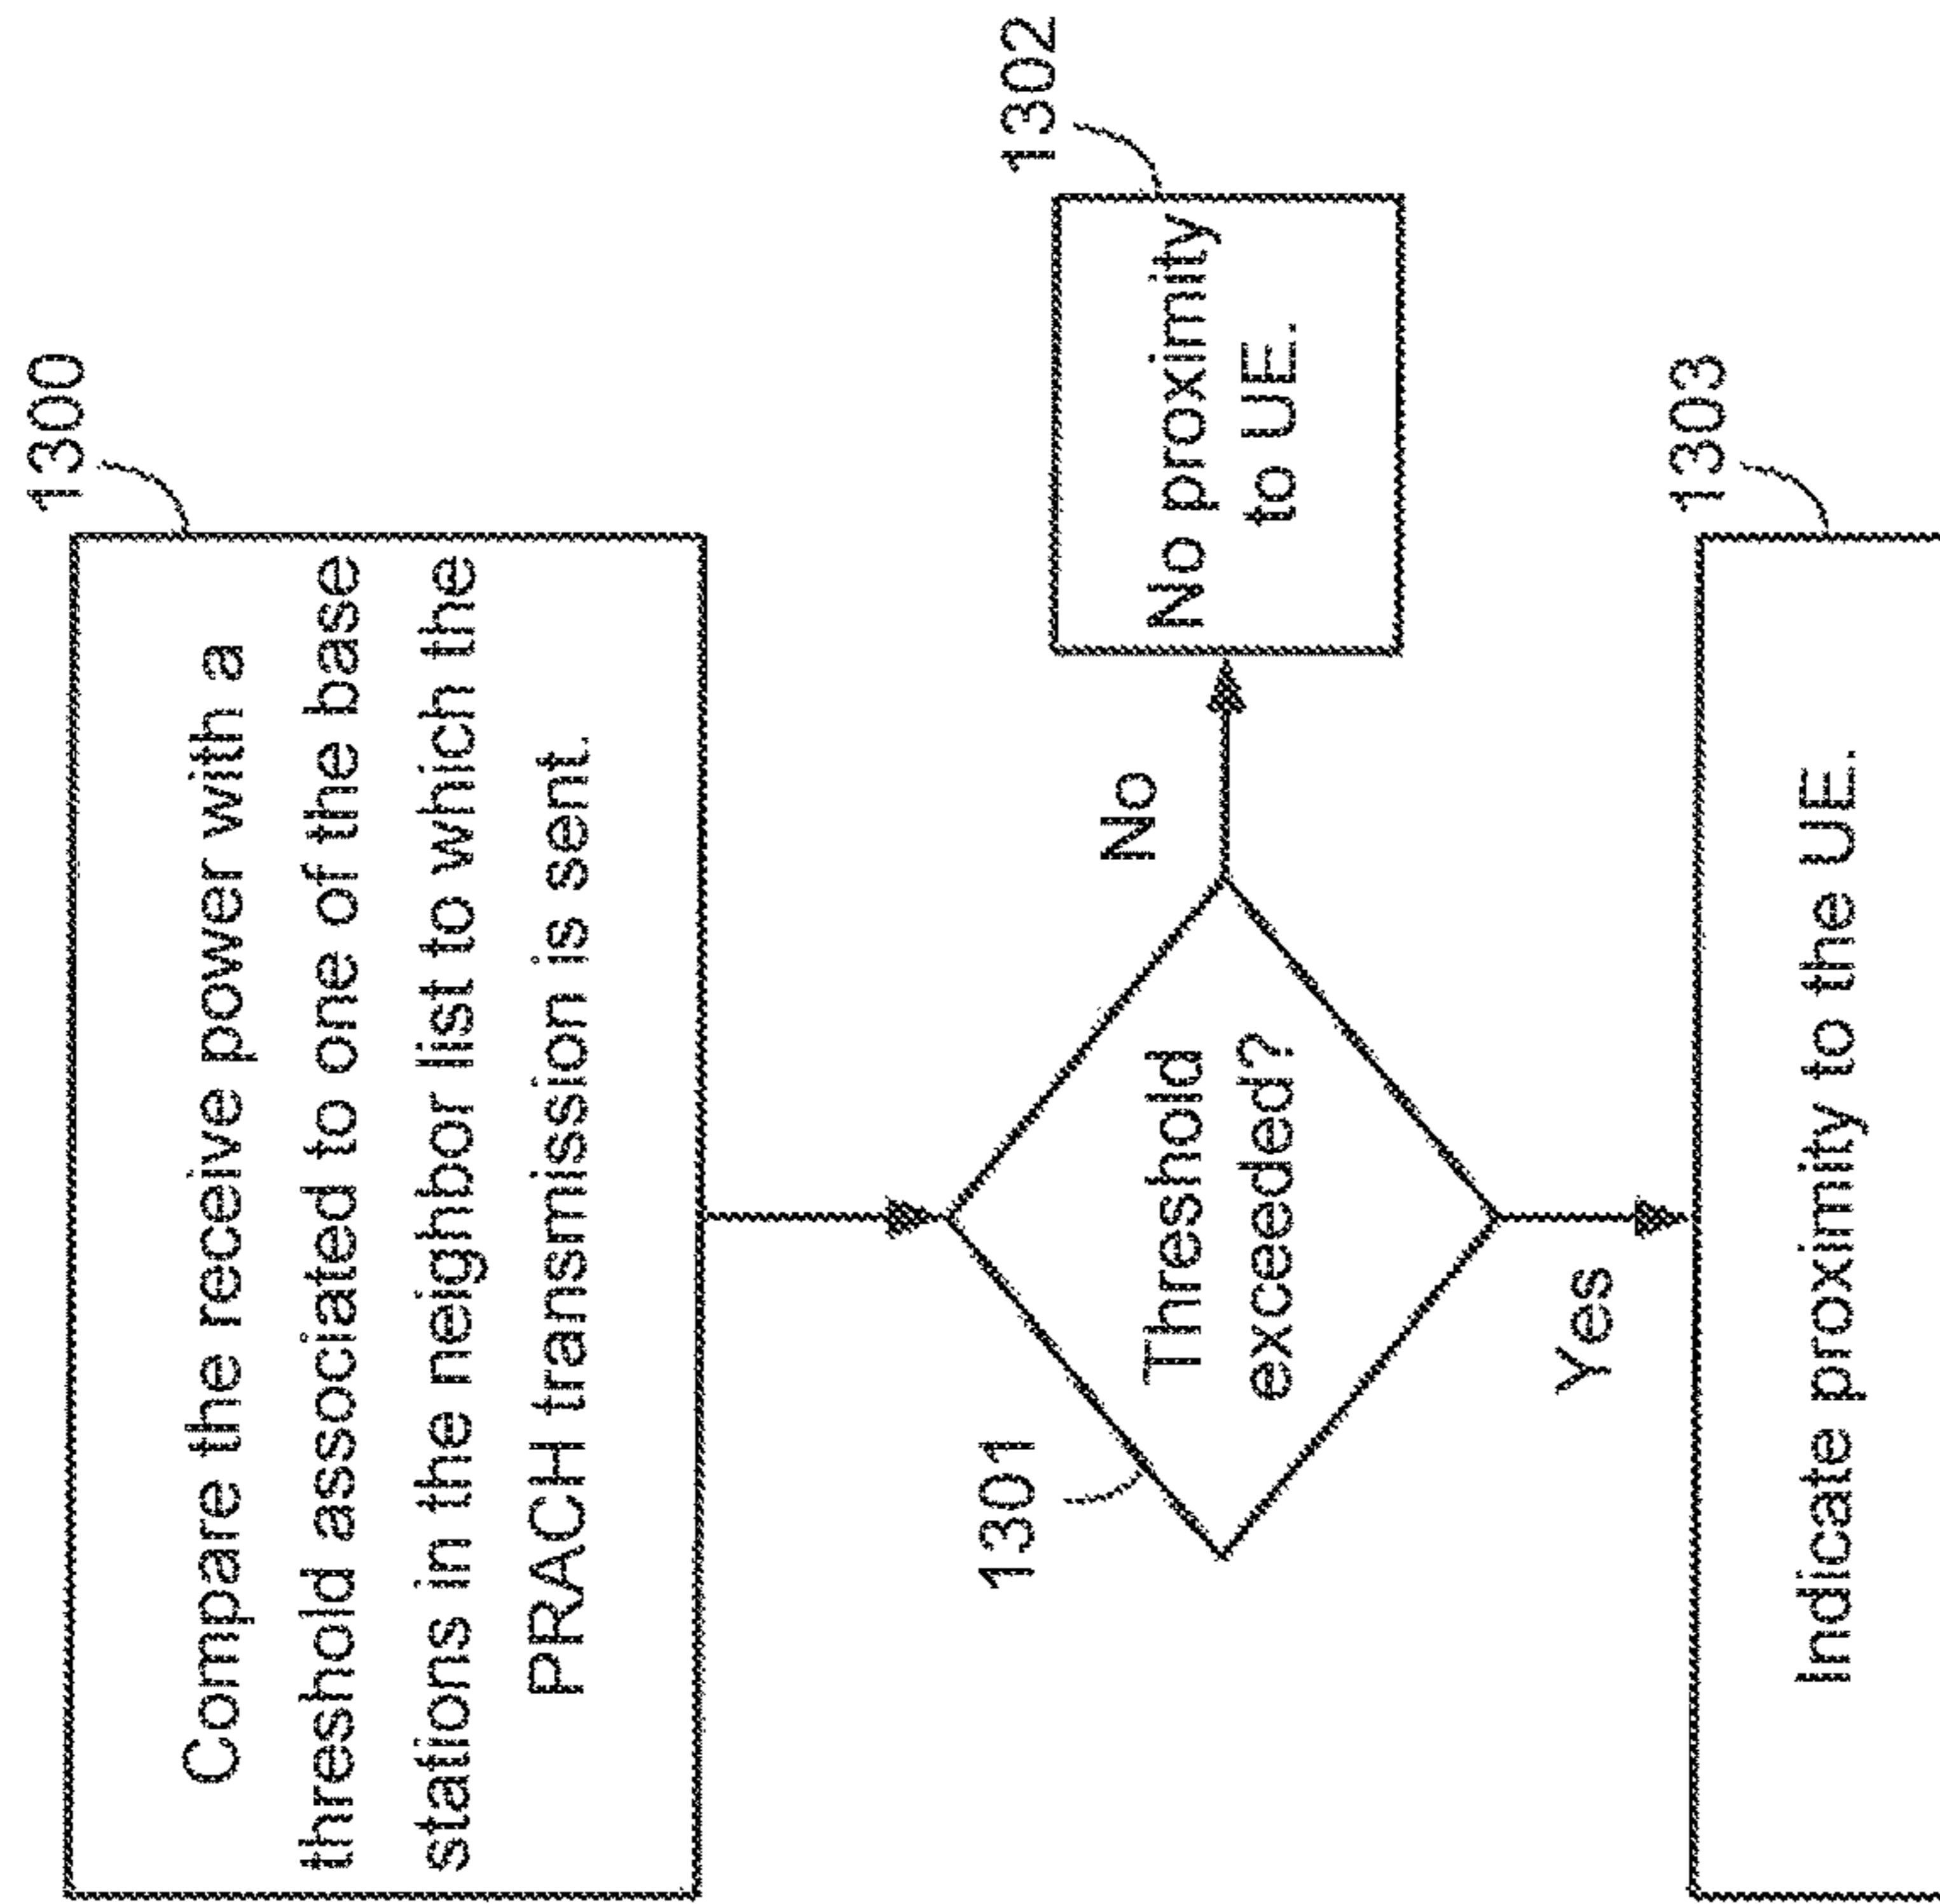 1300
Compare the receive power with a
threshold associated to one of the base
stations in the neighbor list to which the
PRACH transmission is sent.
1301
Threshold
exceeded?
No
1302
No proximity
to UE.
Yes
1303
Indicate proximity to the UE.